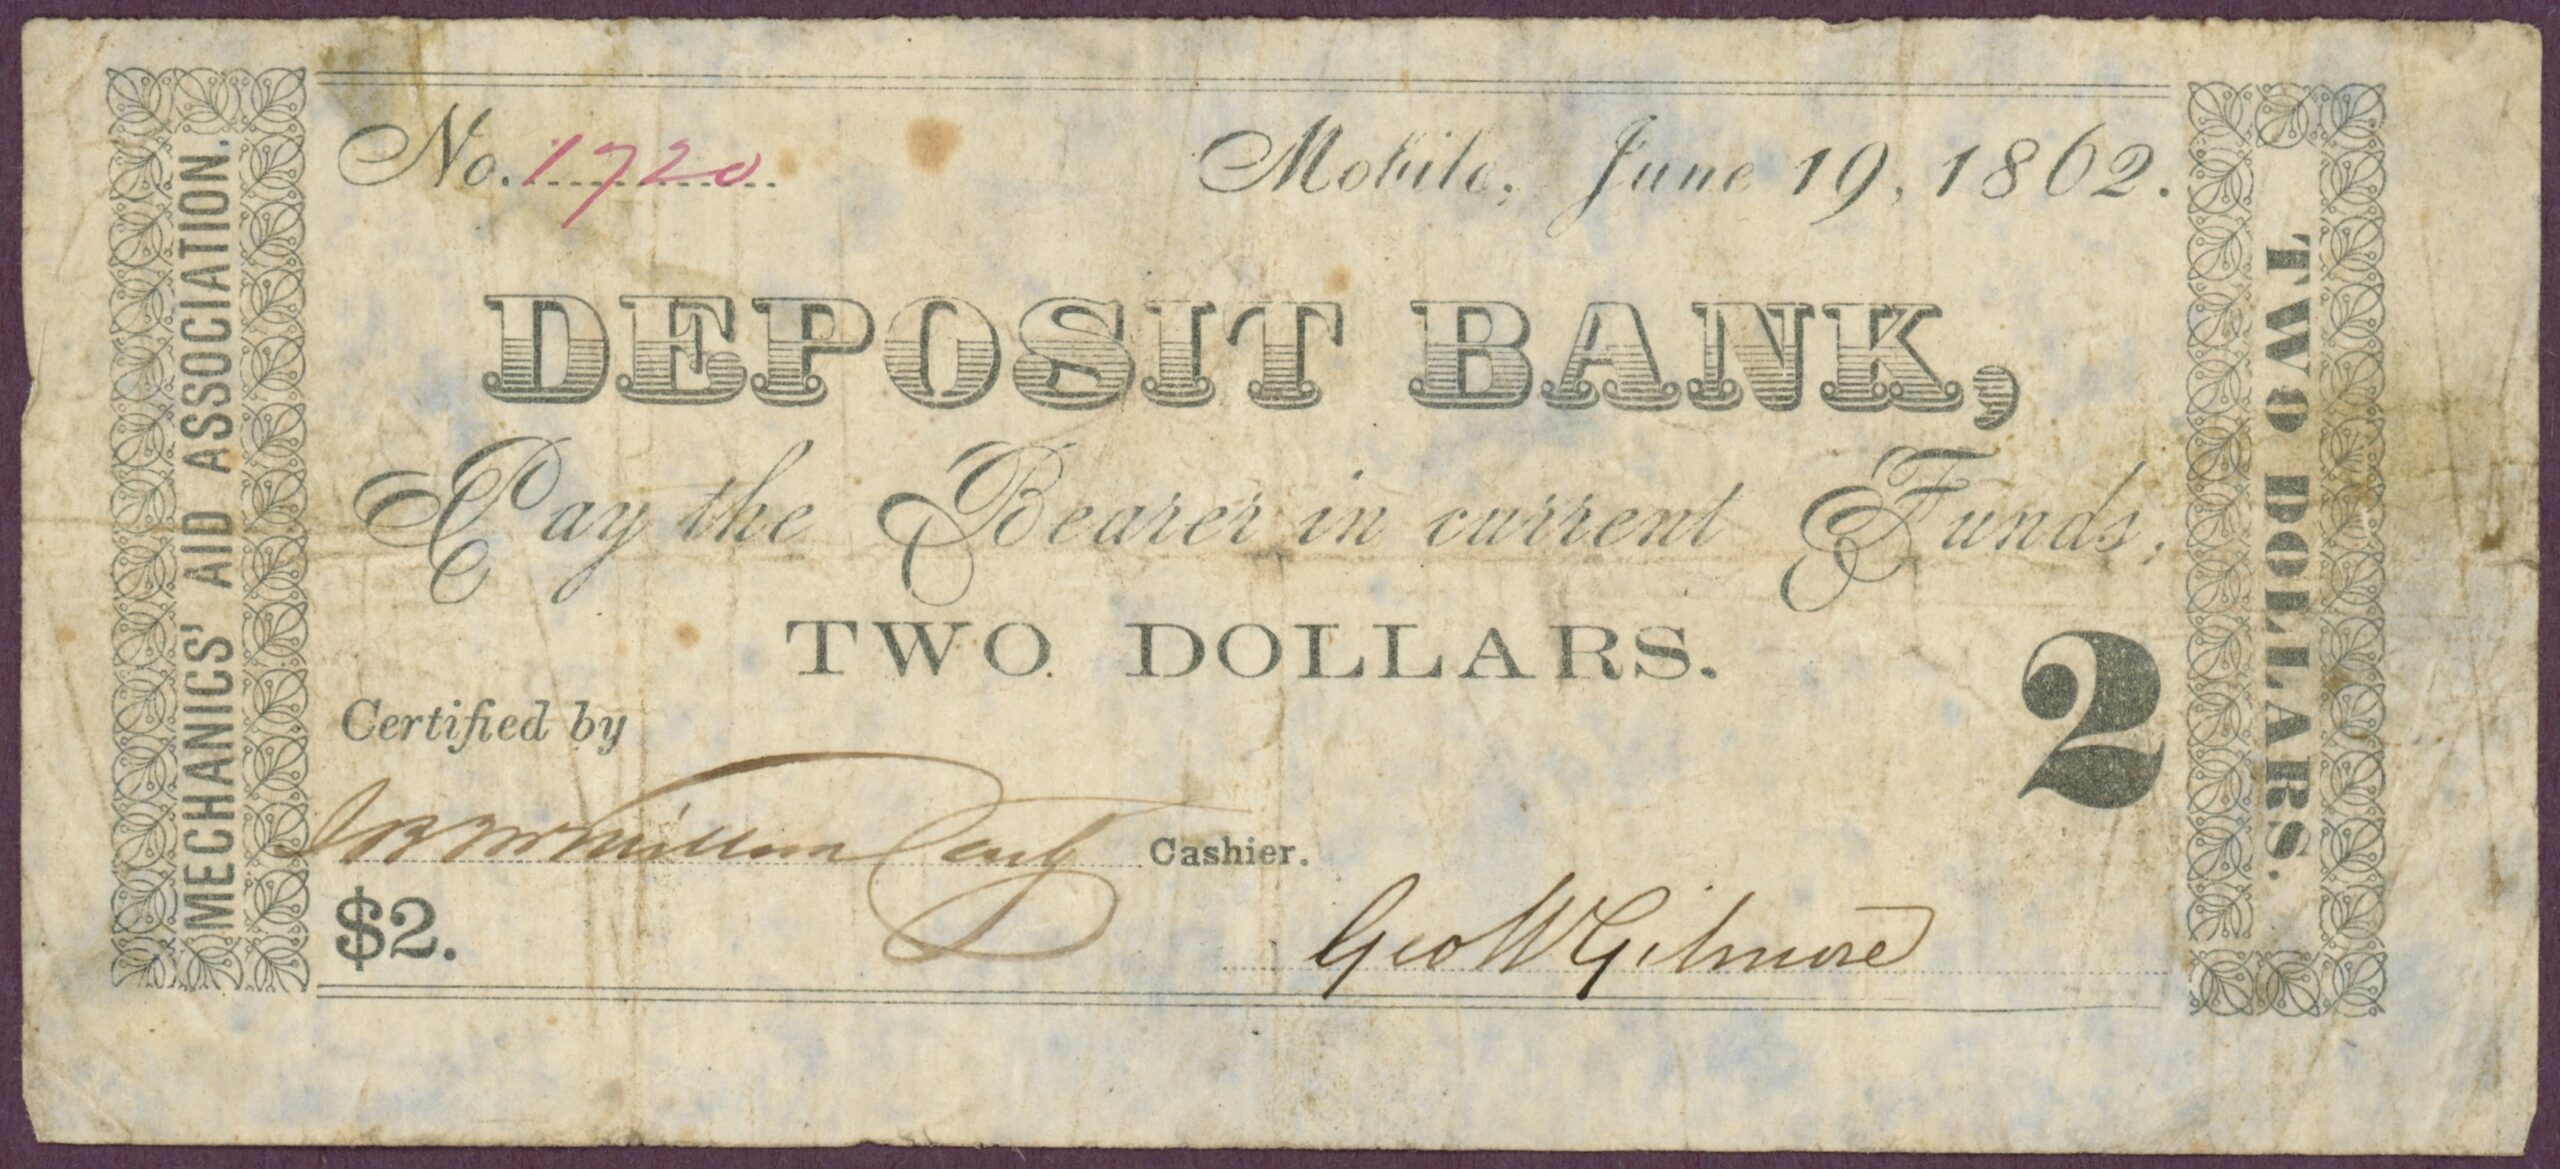 MECHANICS' AID ASSOCIATION.
No. 1720
Mobile, June 19, 1862.
DEPOSIT BANK,
Pay the Bearer in current Funds,
TWO DOLLARS.
2
Certified by
Cashier.
$2.
Geo W Gilmore
TWO DOLLARS.